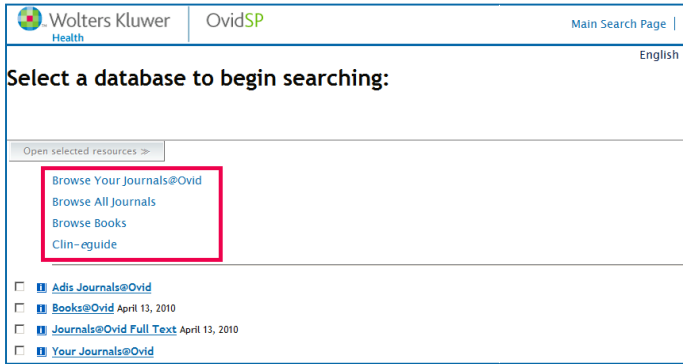 Wolters Kluwer
Health
OvidSP
Main Search Page |
English
Select a database to begin searching:
Open selected resources >>
Browse Your Journals@Ovid
Browse All Journals
Browse Books
Clin-eguide
Adis Journals@Ovid
Books@Ovid April 13, 2010
Journals@Ovid Full Text April 13, 2010
Your Journals@Ovid